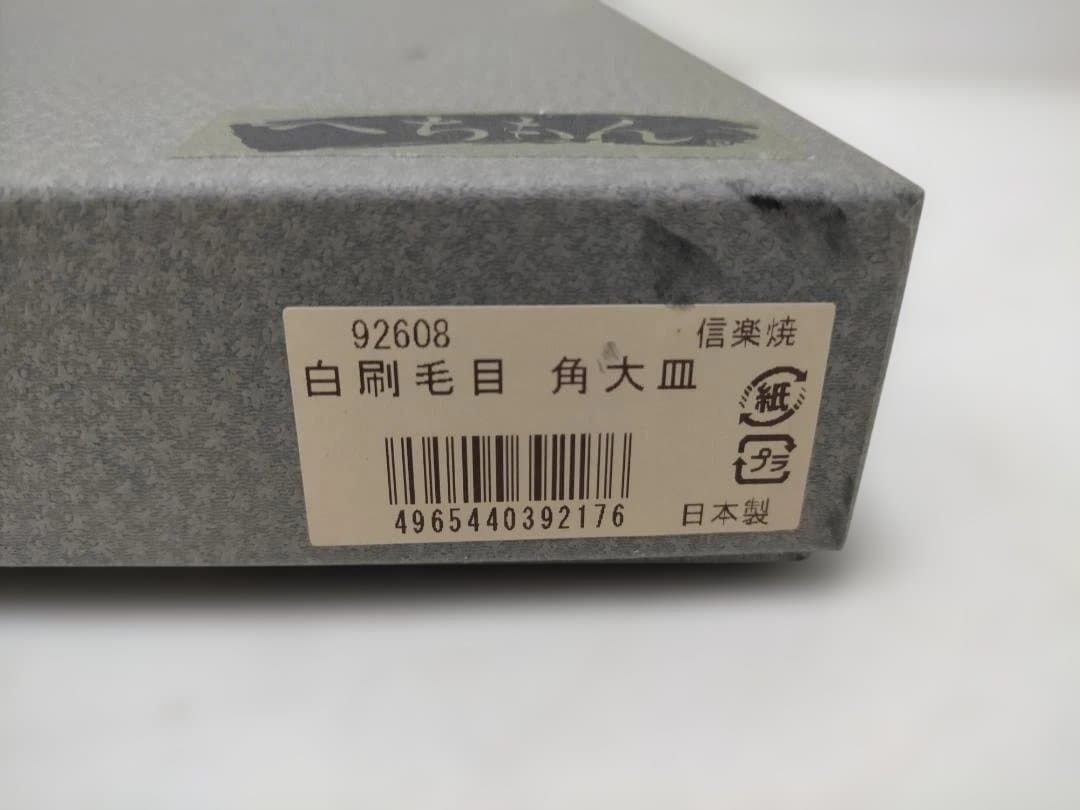 へちもん
92608
信楽焼
白刷毛目 角大皿
紙
プラ
4965440392176
日本製